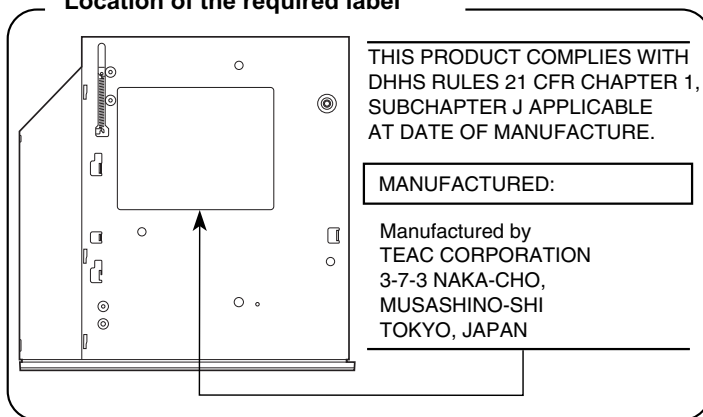 Location of the required label
THIS PRODUCT COMPLIES WITH
DHHS RULES 21 CFR CHAPTER 1,
SUBCHAPTER J APPLICABLE
AT DATE OF MANUFACTURE.
MANUFACTURED:
Manufactured by
TEAC CORPORATION
3-7-3 NAKA-CHO,
MUSASHINO-SHI
TOKYO, JAPAN